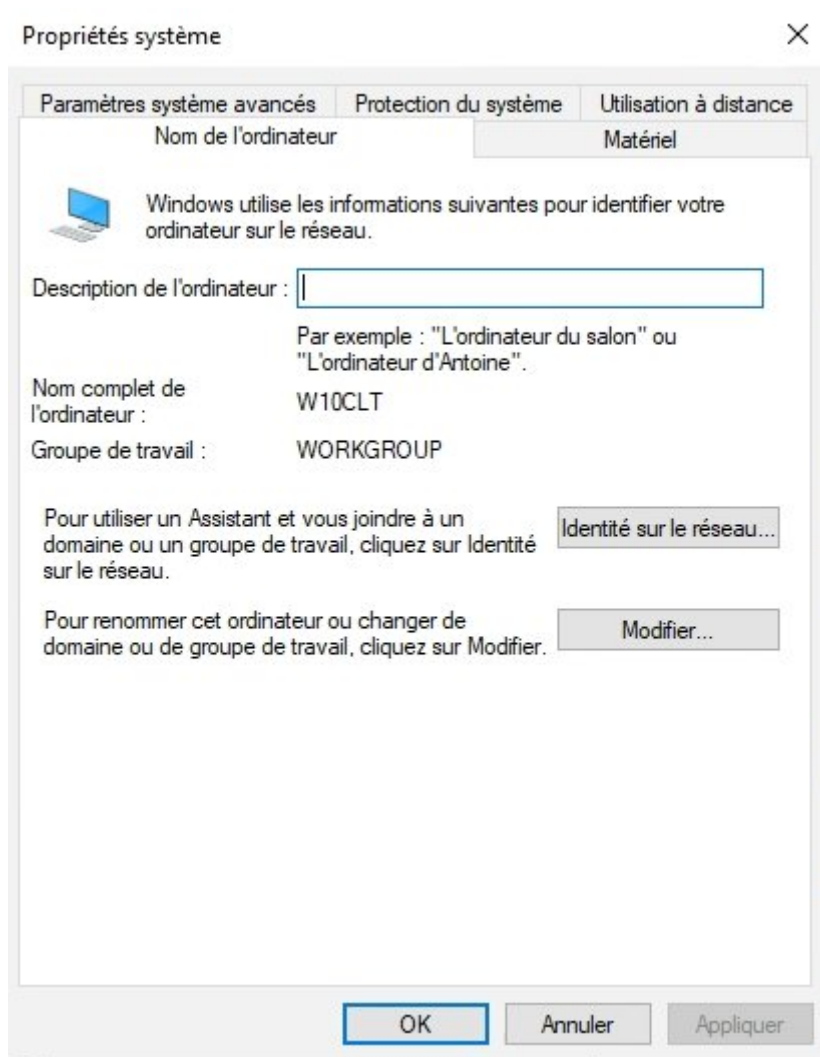 Propriétés système
Paramètres système avancés
Protection du système
Utilisation à distance
Nom de l'ordinateur
Matériel
Windows utilise les informations suivantes pour identifier votre
ordinateur sur le réseau.
Description de l'ordinateur :
Par exemple : "L'ordinateur du salon" ou
"L'ordinateur d'Antoine".
Nom complet de
l'ordinateur :
W10CLT
Groupe de travail :
WORKGROUP
Pour utiliser un Assistant et vous joindre à un
domaine ou un groupe de travail, cliquez sur Identité
sur le réseau.
Identité sur le réseau...
Pour renommer cet ordinateur ou changer de
domaine ou de groupe de travail, cliquez sur Modifier.
Modifier...
OK
Annuler
Appliquer